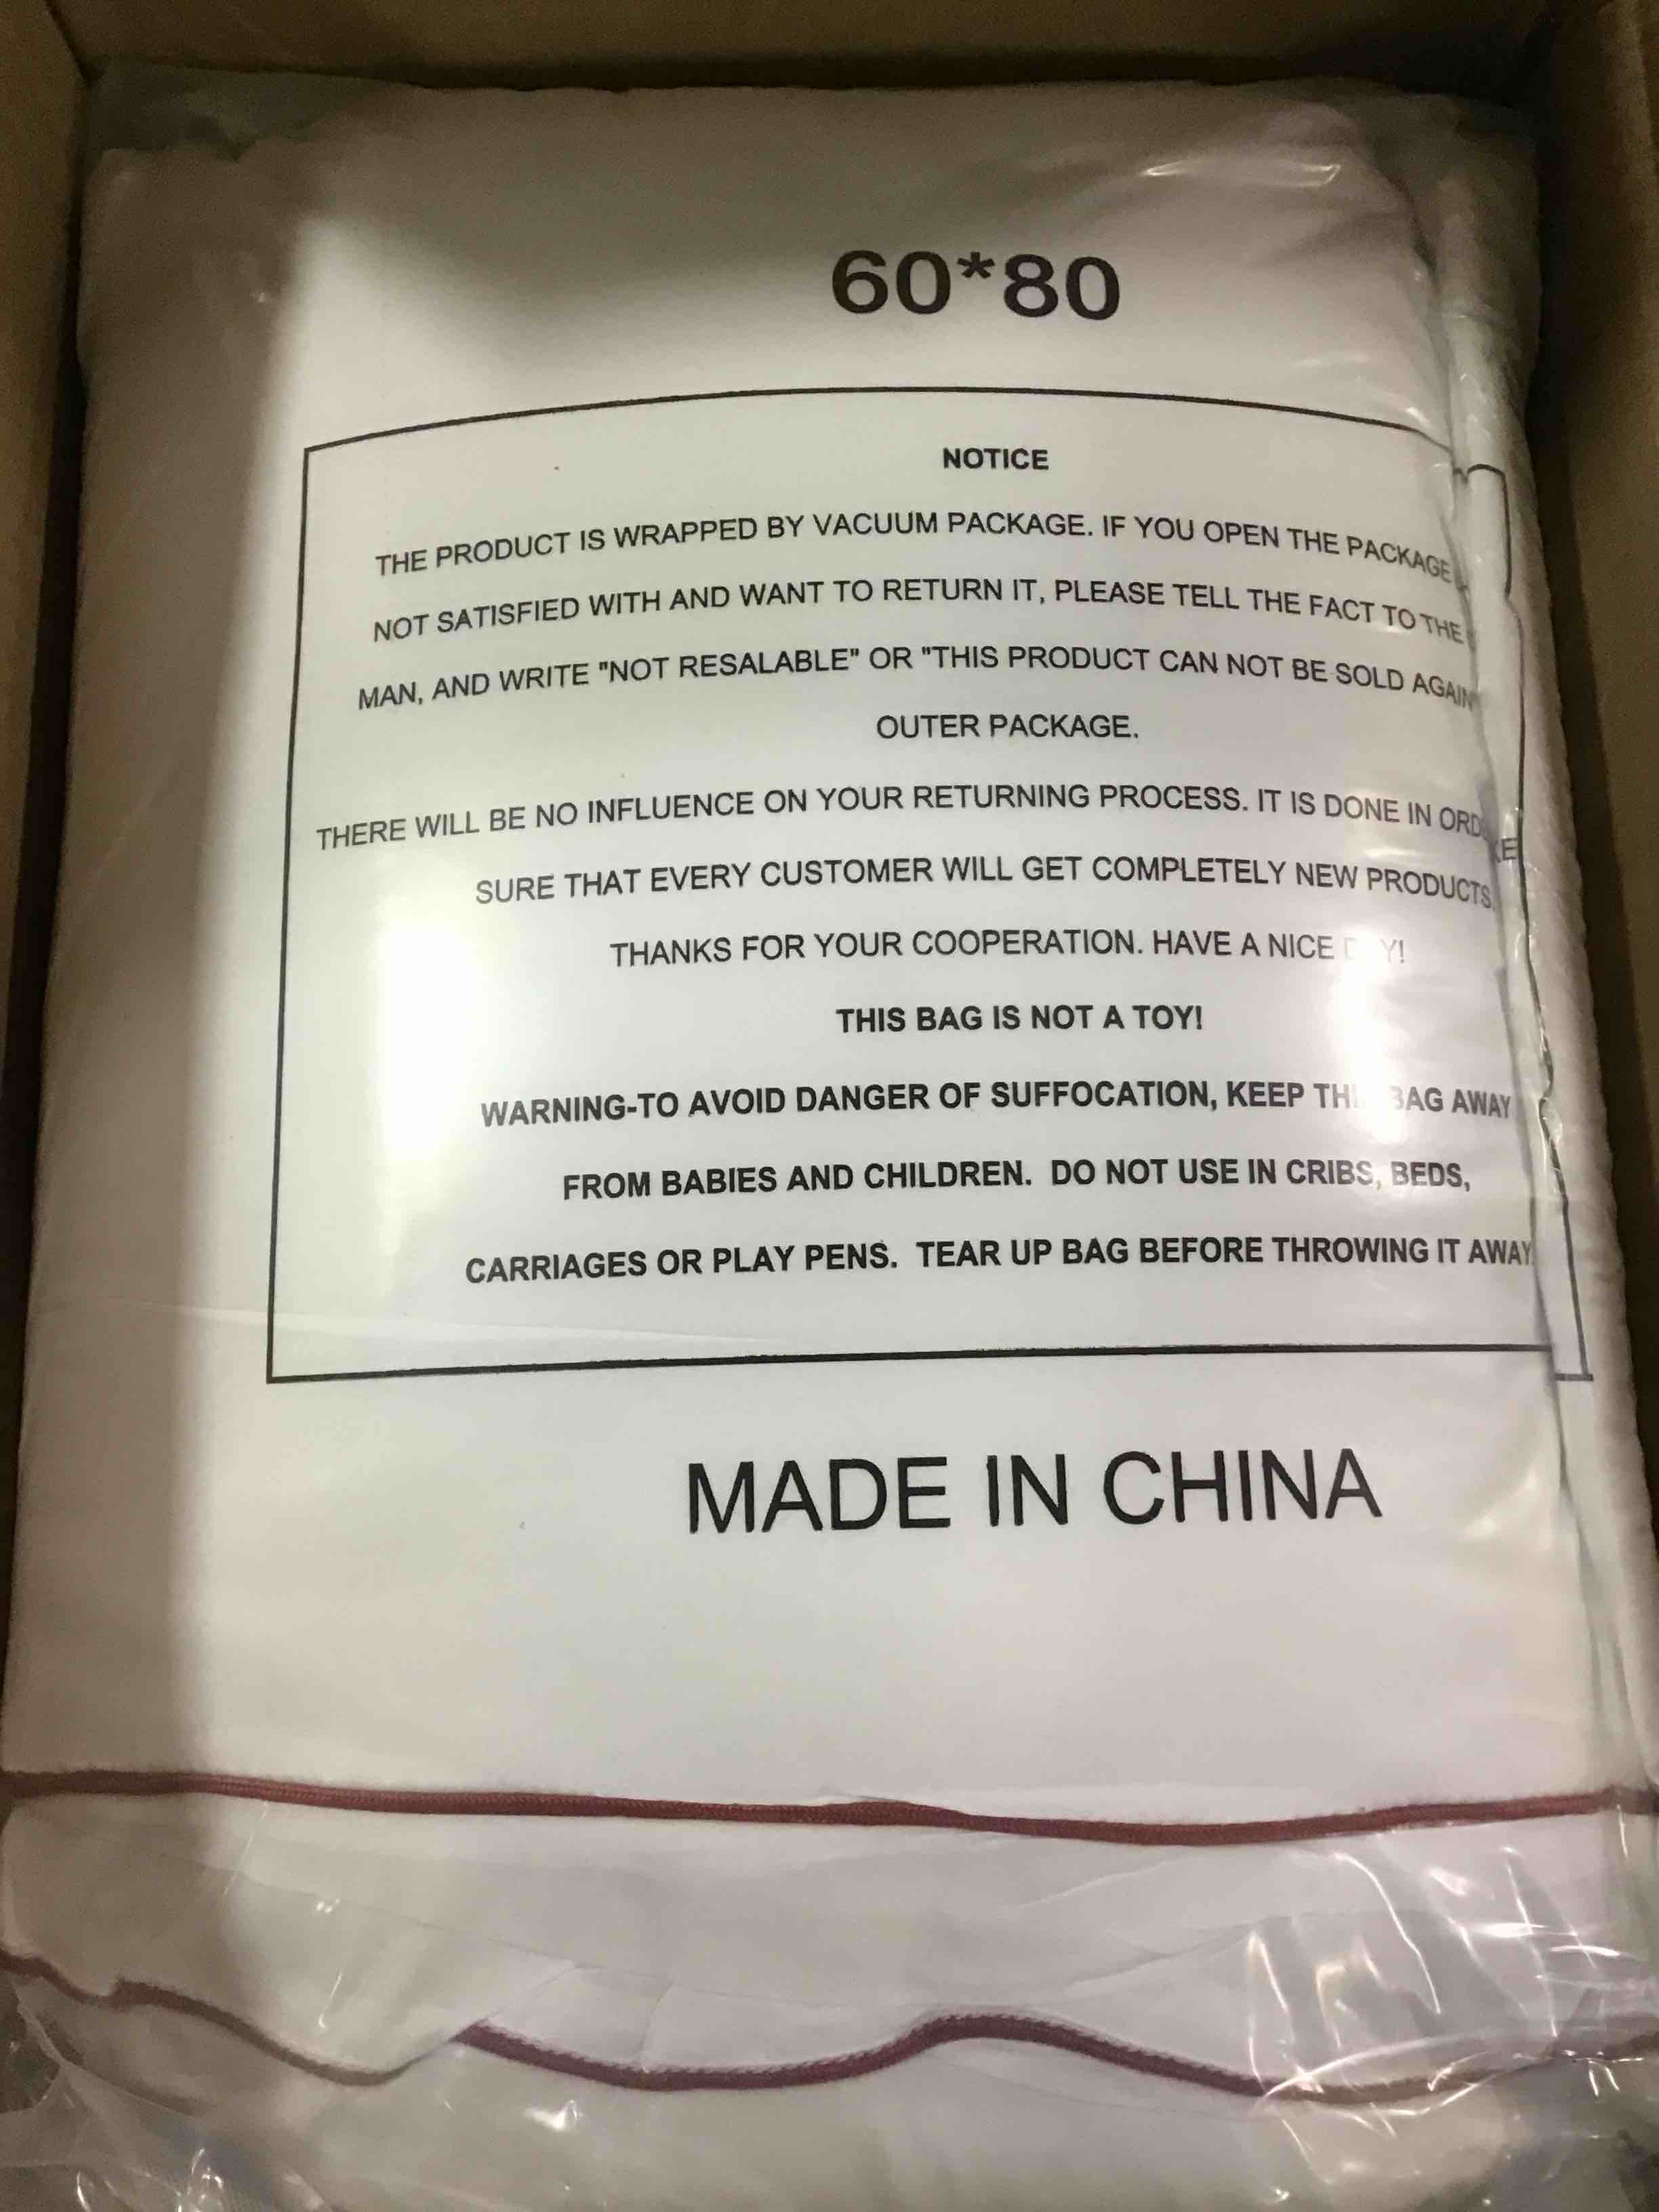 60*80
NOTICE
THE PRODUCT IS WRAPPED BY VACUUM PACKAGE. IF YOU OPEN THE PACKAGE
NOT SATISFIED WITH AND WANT TO RETURN IT, PLEASE TELL THE FACT TO THE
MAN, AND WRITE "NOT RESALABLE" OR "THIS PRODUCT CAN NOT BE SOLD AGAIN
OUTER PACKAGE.
THERE WILL BE NO INFLUENCE ON YOUR RETURNING PROCESS. IT IS DONE IN
SURE THAT EVERY CUSTOMER WILL GET COMPLETELY NEW PRODUCTS.
THANKS FOR YOUR COOPERATION. HAVE A NICE
THIS BAG IS NOT A TOY!
WARNING-TO AVOID DANGER OF SUFFOCATION, KEEP BAG AWAY
FROM BABIES AND CHILDREN. DO NOT USE IN CRIBS, BEDS,
CARRIAGES OR PLAY PENS. TEAR UP BAG BEFORE THROWING IT AWAY
MADE IN CHINA